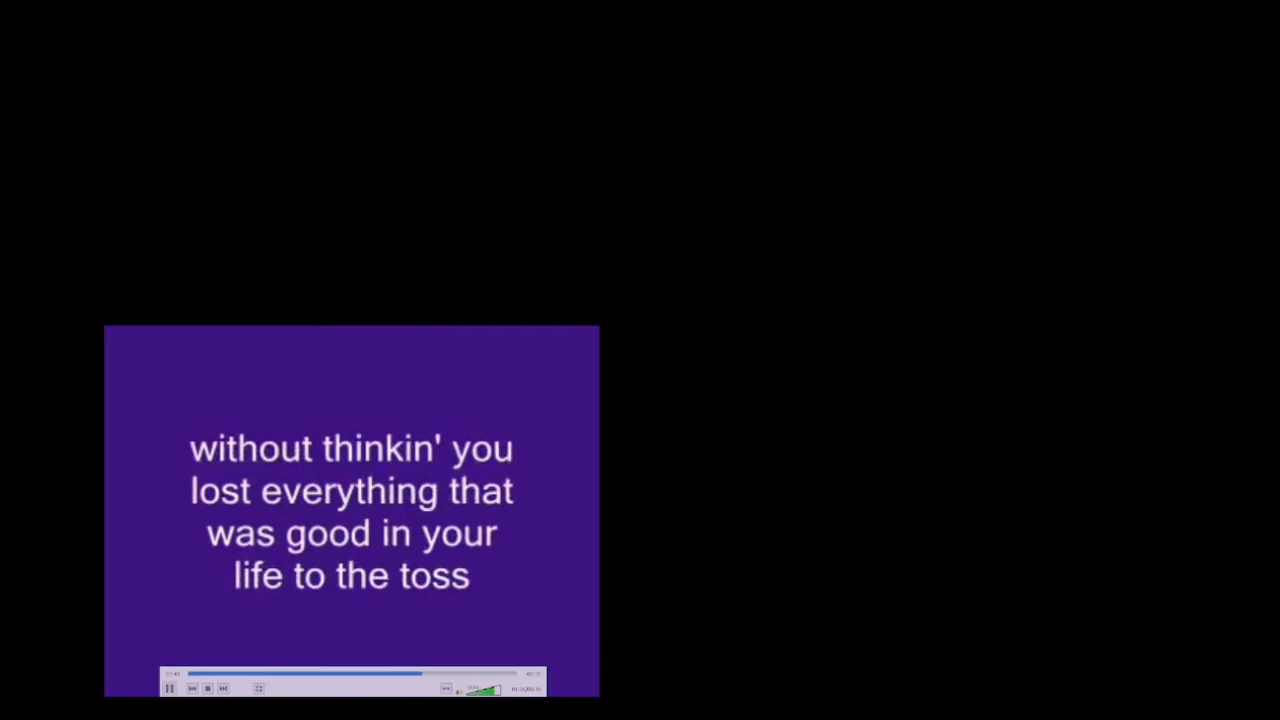 without thinkin' you
lost everything that
was good in your
life to the toss